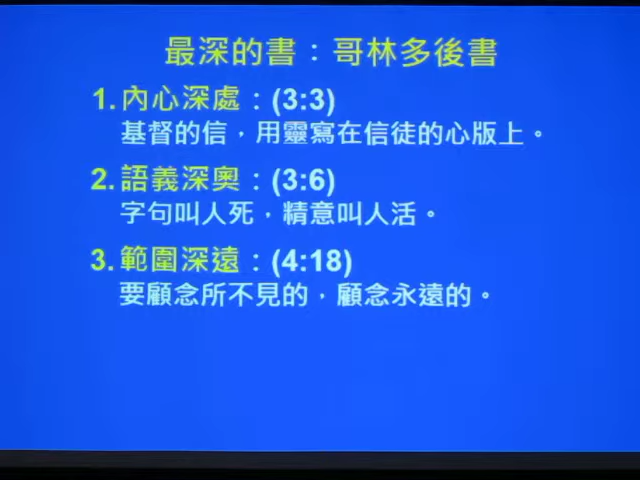 最深的書：哥林多後書
1. 內心深處：(3:3)
基督的信，用靈寫在信徒的心版上。
2. 語義深奧：(3:6)
字句叫人死，精意叫人活。
3. 範圍深遠：(4:18)
要顧念所不見的，顧念永遠的。